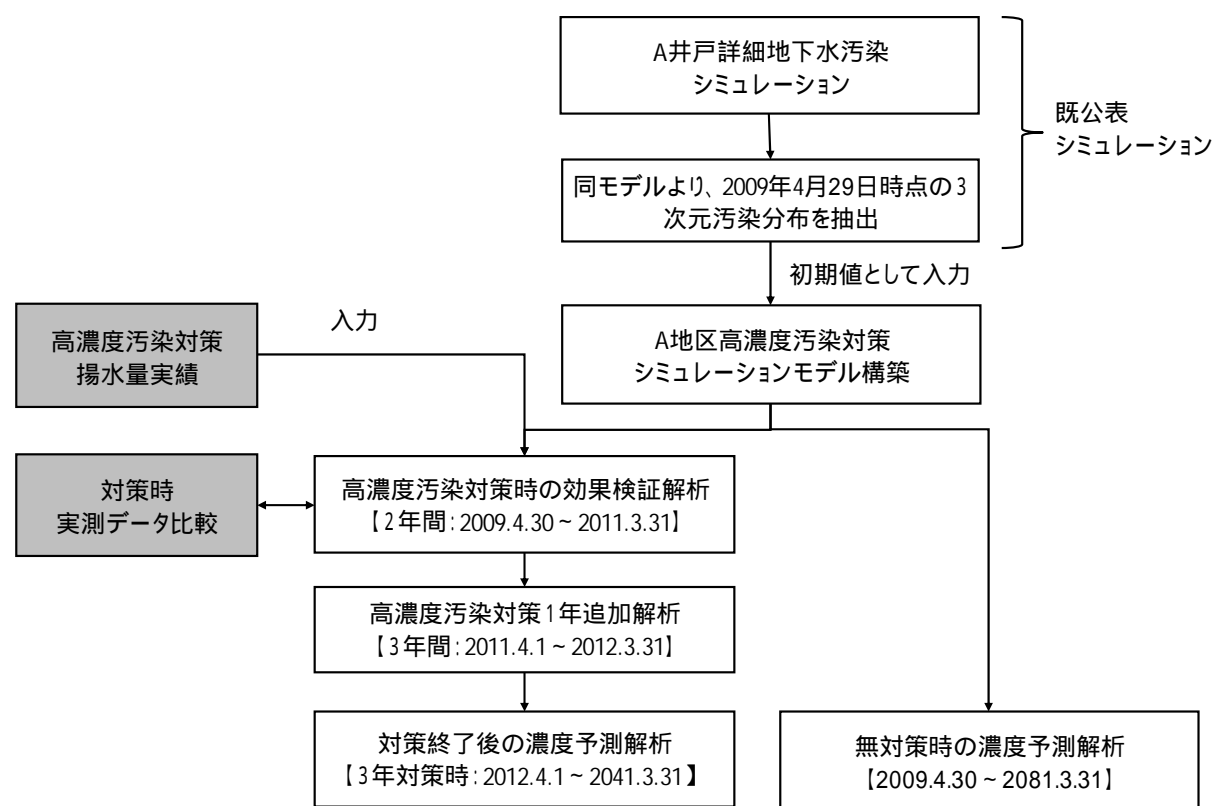 A井戸詳細地下水汚染
シミュレーション
既公表
シミュレーション
同モデルより、2009年4月29日時点の3
次元汚染分布を抽出
初期値として入力
高濃度汚染対策
揚水量実績
入力
A地区高濃度汚染対策
シミュレーションモデル構築
対策時
実測データ比較
高濃度汚染対策時の効果検証解析
【2年間:2009.4.30~2011.3.31】
高濃度汚染対策1年追加解析
【3年間:2011.4.1~2012.3.31】
対策終了後の濃度予測解析
【3年対策時:2012.4.1~2041.3.31】
無対策時の濃度予測解析
【2009.4.30~2081.3.31】